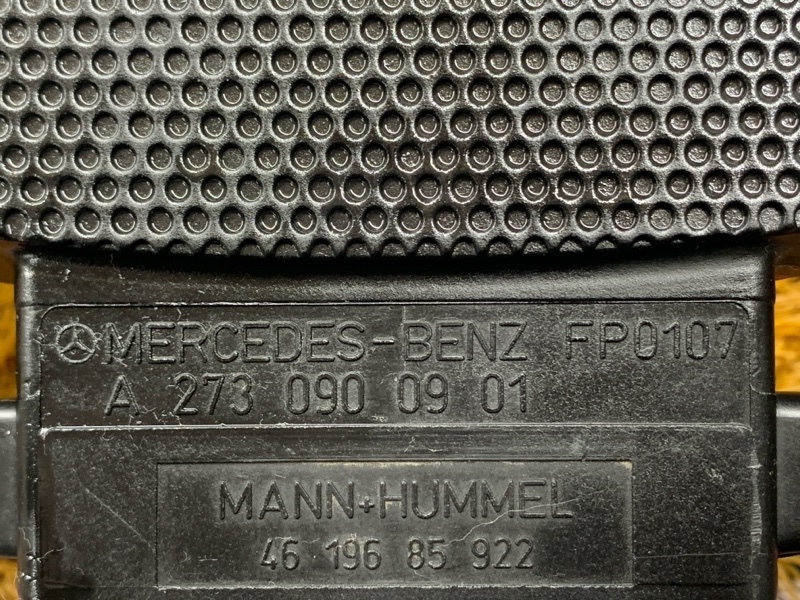 MERCEDES-BENZ FP0107
A 273 090 09 01
MANN+HUMMEL
46 196 85 922